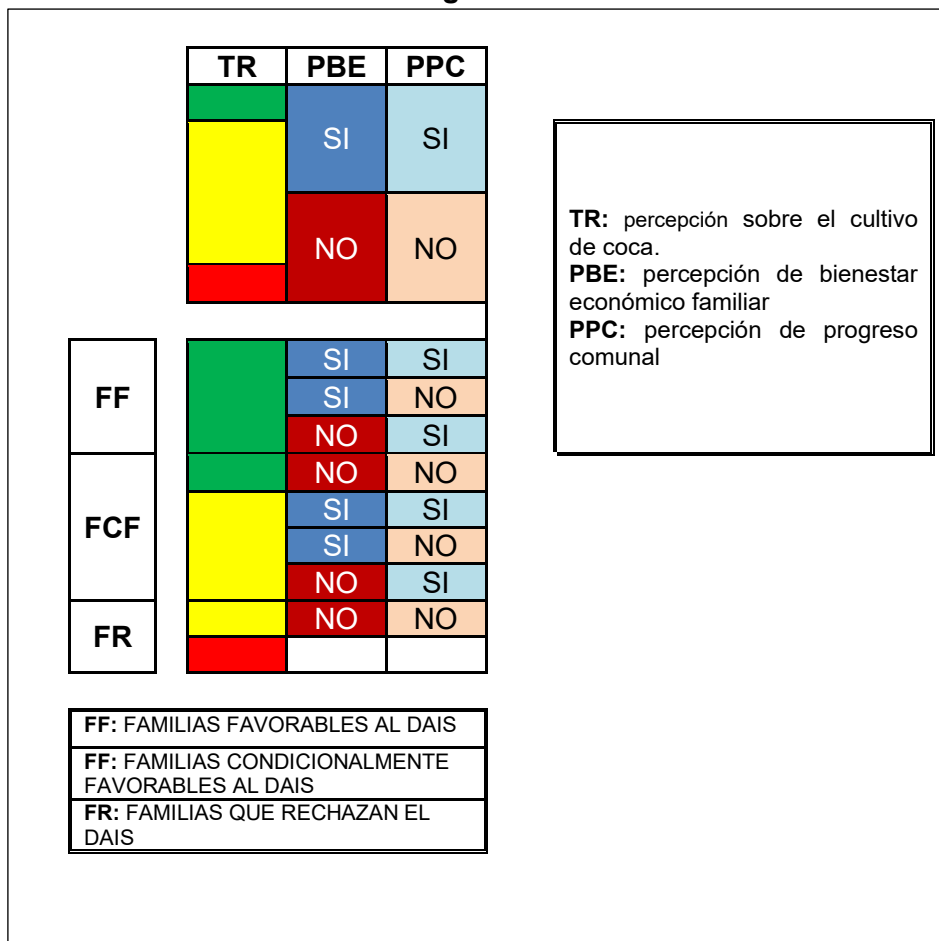 TR PBE PPC
SI SI
NO NO
TR: percepción sobre el cultivo
de coca.
PBE: percepción de bienestar
económico familiar
PPC: percepción de progreso
comunal
FF
SI SI
SI NO
NO SI
FCF
NO NO
SI SI
SI NO
NO SI
FR
NO NO
FF: FAMILIAS FAVORABLES AL DAIS
FF: FAMILIAS CONDICIONALMENTE
FAVORABLES AL DAIS
FR: FAMILIAS QUE RECHAZAN EL
DAIS